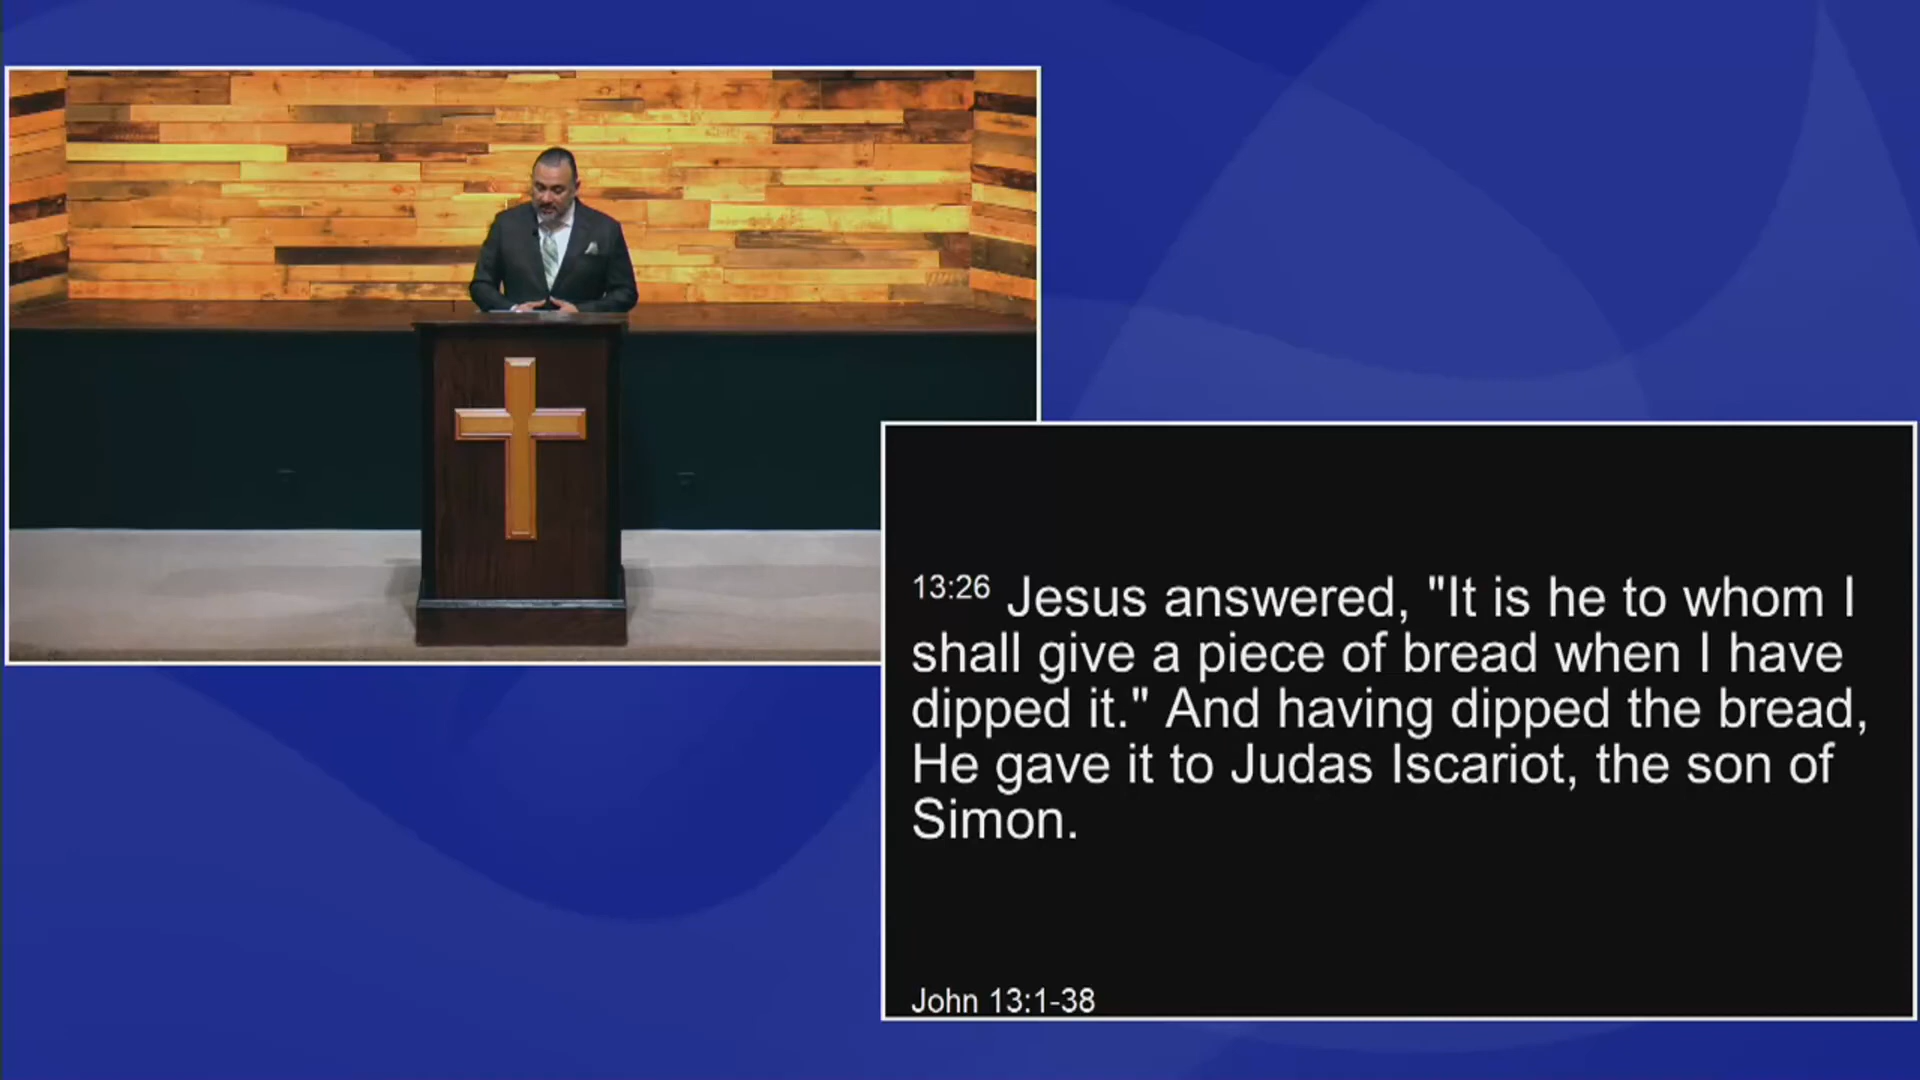 13:26 Jesus answered, "It is he to whom I
shall give a piece of bread when I have
dipped it." And having dipped the bread,
He gave it to Judas Iscariot, the son of
Simon.
John 13:1-38